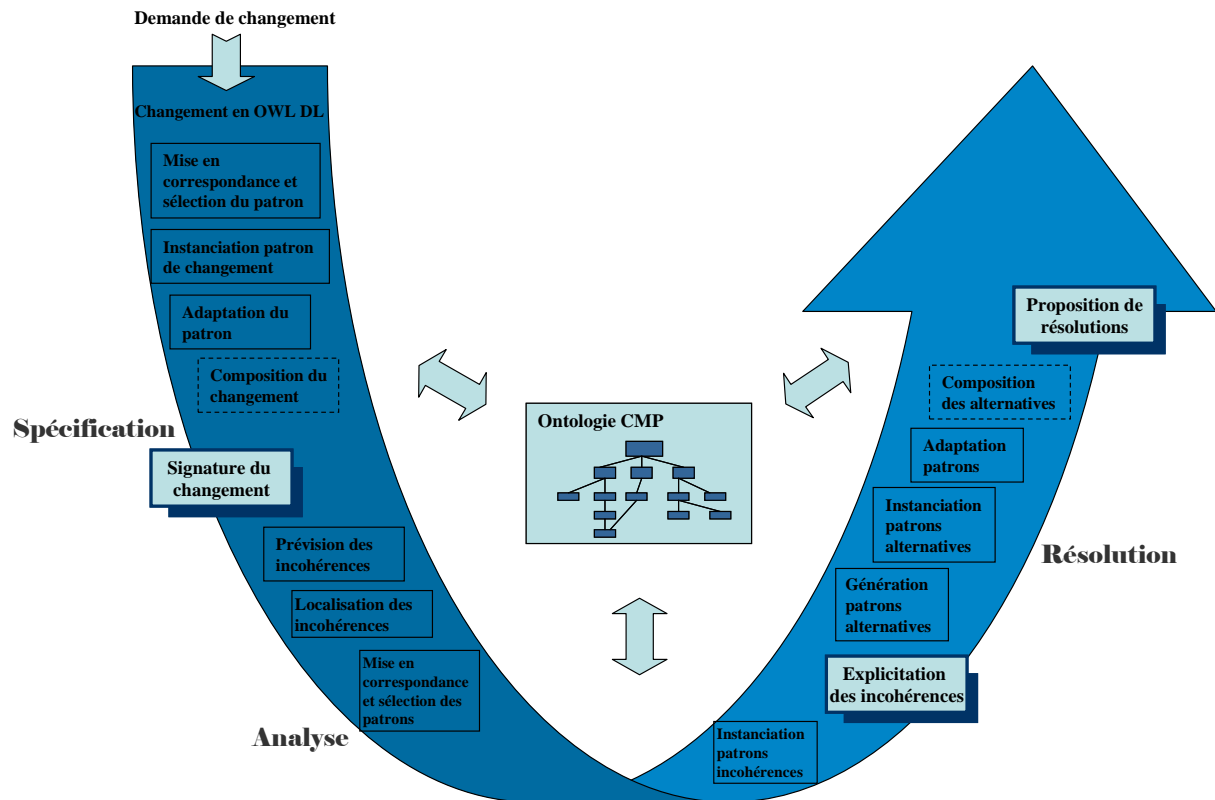 Demande de changement
Changement en OWL DL
Mise en
correspondance et
sélection du patron
Instanciation patron
de changement
Adaptation du
patron
Composition du
changement
Spécification
Signature du
changement
Prévision des
incohérences
Localisation des
incohérences
Mise en
correspondance
et sélection des
patrons
Analyse
Ontologie CMP
Instanciation
patrons
incohérences
Explicitation
des incohérences
Génération
patrons
alternatives
Instanciation
patrons
alternatives
Résolution
Adaptation
patrons
Composition
des alternatives
Proposition de
résolutions